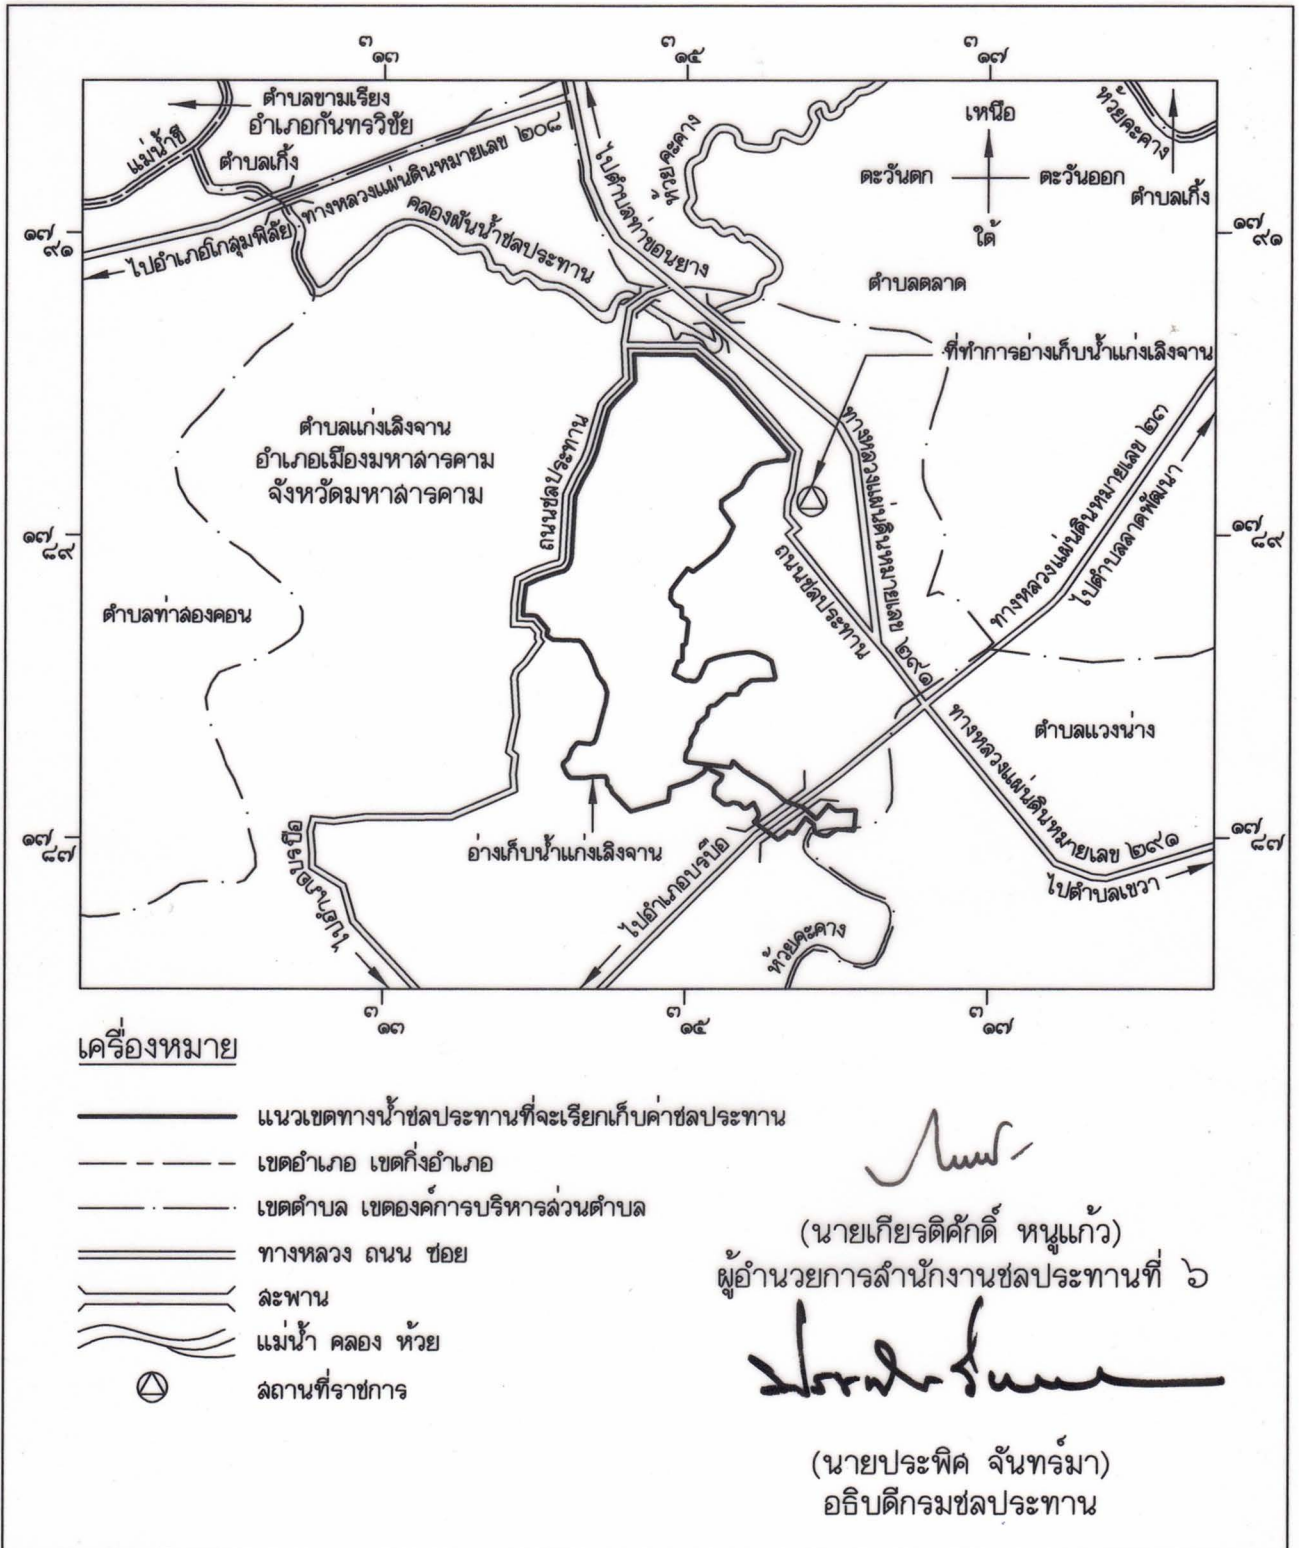 ๓ ๑๓
๓ ๑๕
๓ ๑๗
ตำบลขามเรียง
อำเภอกันทรวิชัย
แม่น้ำชี
ตำบลเกิ้ง
ทางหลวงแผ่นดินหมายเลข ๒๐๘
ไปอำเภอโกสุมพิสัย
คลองผันน้ำชลประทาน
ไปตำบลท่าขอนยาง
ห้วยคะคาง
เหนือ
ตะวันตก
ตะวันออก
ใต้
ห้วยคะคาง
ตำบลเกิ้ง
๑๗ ๙๑
๑๗ ๙๑
ตำบลตลาด
ที่ทำการอ่างเก็บน้ำแก่งเลิงจาน
ตำบลแก่งเลิงจาน
อำเภอเมืองมหาสารคาม
จังหวัดมหาสารคาม
ถนนชลประทาน
ทางหลวงแผ่นดินหมายเลข ๒๙๑
ทางหลวงแผ่นดินหมายเลข ๒๓
ไปตำบลลาดพัฒนา
๑๗ ๘๙
๑๗ ๘๙
ถนนชลประทาน
ตำบลท่าสองคอน
ตำบลแวงน่าง
ทางหลวงแผ่นดินหมายเลข ๒๙๑
ไปตำบลเขวา
๑๗ ๘๗
๑๗ ๘๗
อ่างเก็บน้ำแก่งเลิงจาน
ไปอำเภอบรบือ
ไปอำเภอบรบือ
ห้วยคะคาง
๓ ๑๓
๓ ๑๕
๓ ๑๗
เครื่องหมาย
แนวเขตทางน้ำชลประทานที่จะเรียกเก็บค่าชลประทาน
เขตอำเภอ เขตกิ่งอำเภอ
เขตตำบล เขตองค์การบริหารส่วนตำบล
ทางหลวง ถนน ซอย
สะพาน
แม่น้ำ คลอง ห้วย
สถานที่ราชการ
(นายเกียรติศักดิ์ หนูแก้ว)
ผู้อำนวยการสำนักงานชลประทานที่ ๖
(นายประพิศ จันทร์มา)
อธิบดีกรมชลประทาน